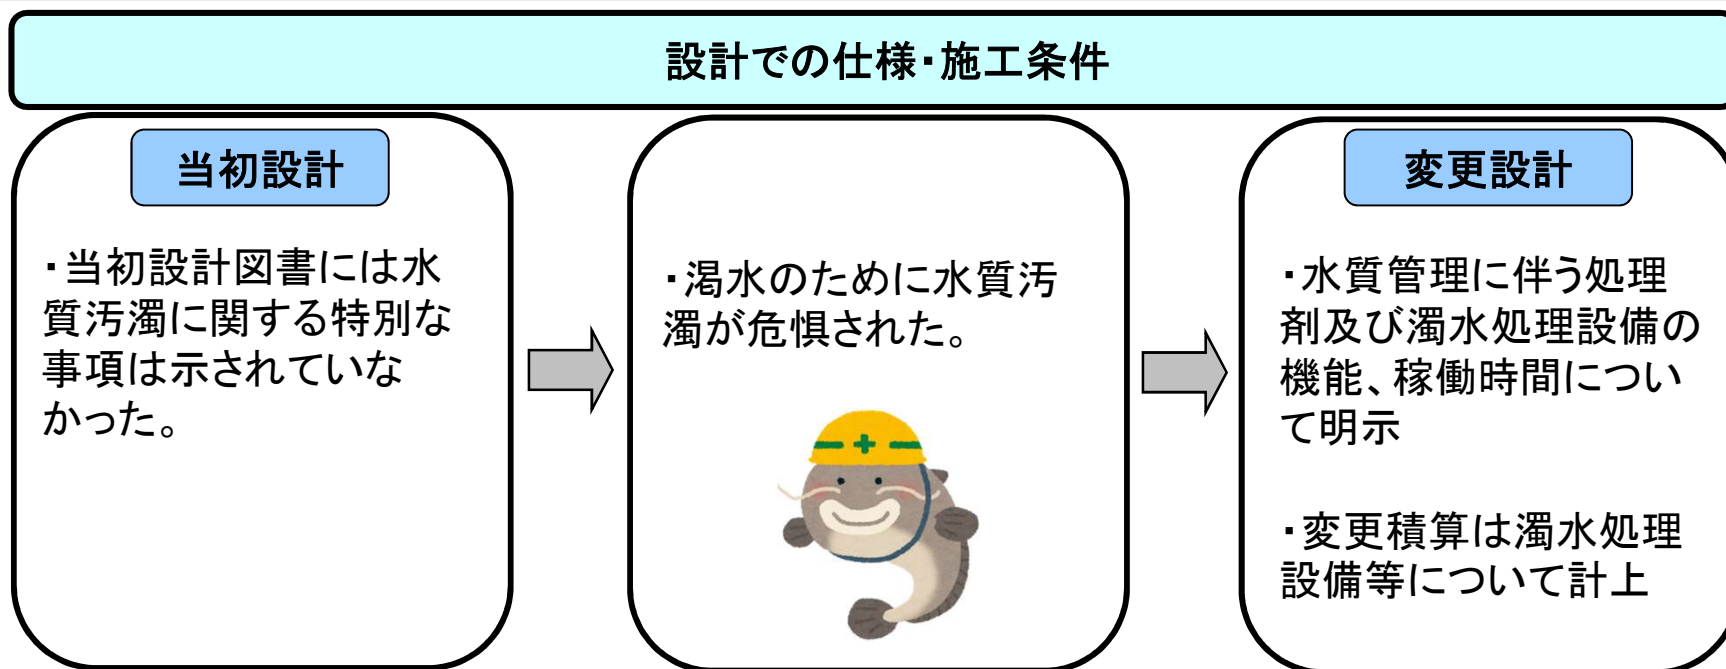 設計での仕様・施工条件
当初設計
・当初設計図書には水
質汚濁に関する特別な
事項は示されていな
かった。
・渇水のために水質汚
濁が危惧された。
変更設計
・水質管理に伴う処理
剤及び濁水処理設備の
機能、稼働時間につい
て明示
・変更積算は濁水処理
設備等について計上